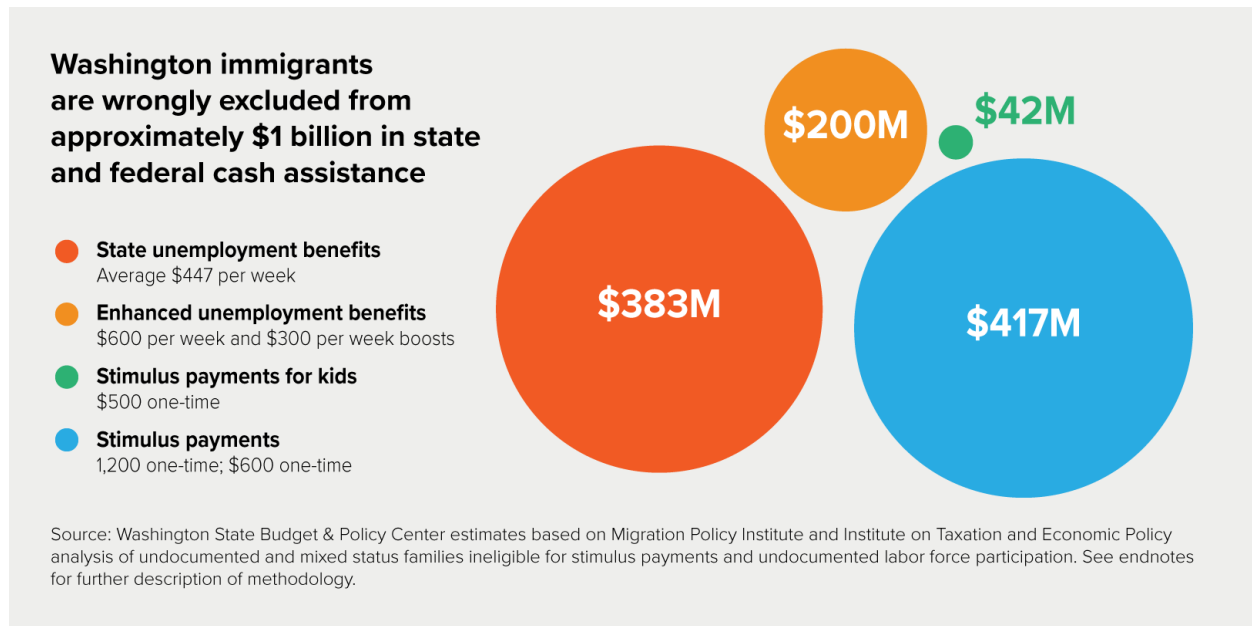 Washington immigrants
are wrongly excluded from
approximately $1 billion in state
and federal cash assistance
State unemployment benefits
Average $447 per week
Enhanced unemployment benefits
$600 per week and $300 per week boosts
Stimulus payments for kids
$500 one-time
Stimulus payments
1,200 one-time; $600 one-time
$200M
$42M
$383M
$417M
Source: Washington State Budget & Policy Center estimates based on Migration Policy Institute and Institute on Taxation and Economic Policy
analysis of undocumented and mixed status families ineligible for stimulus payments and undocumented labor force participation. See endnotes
for further description of methodology.